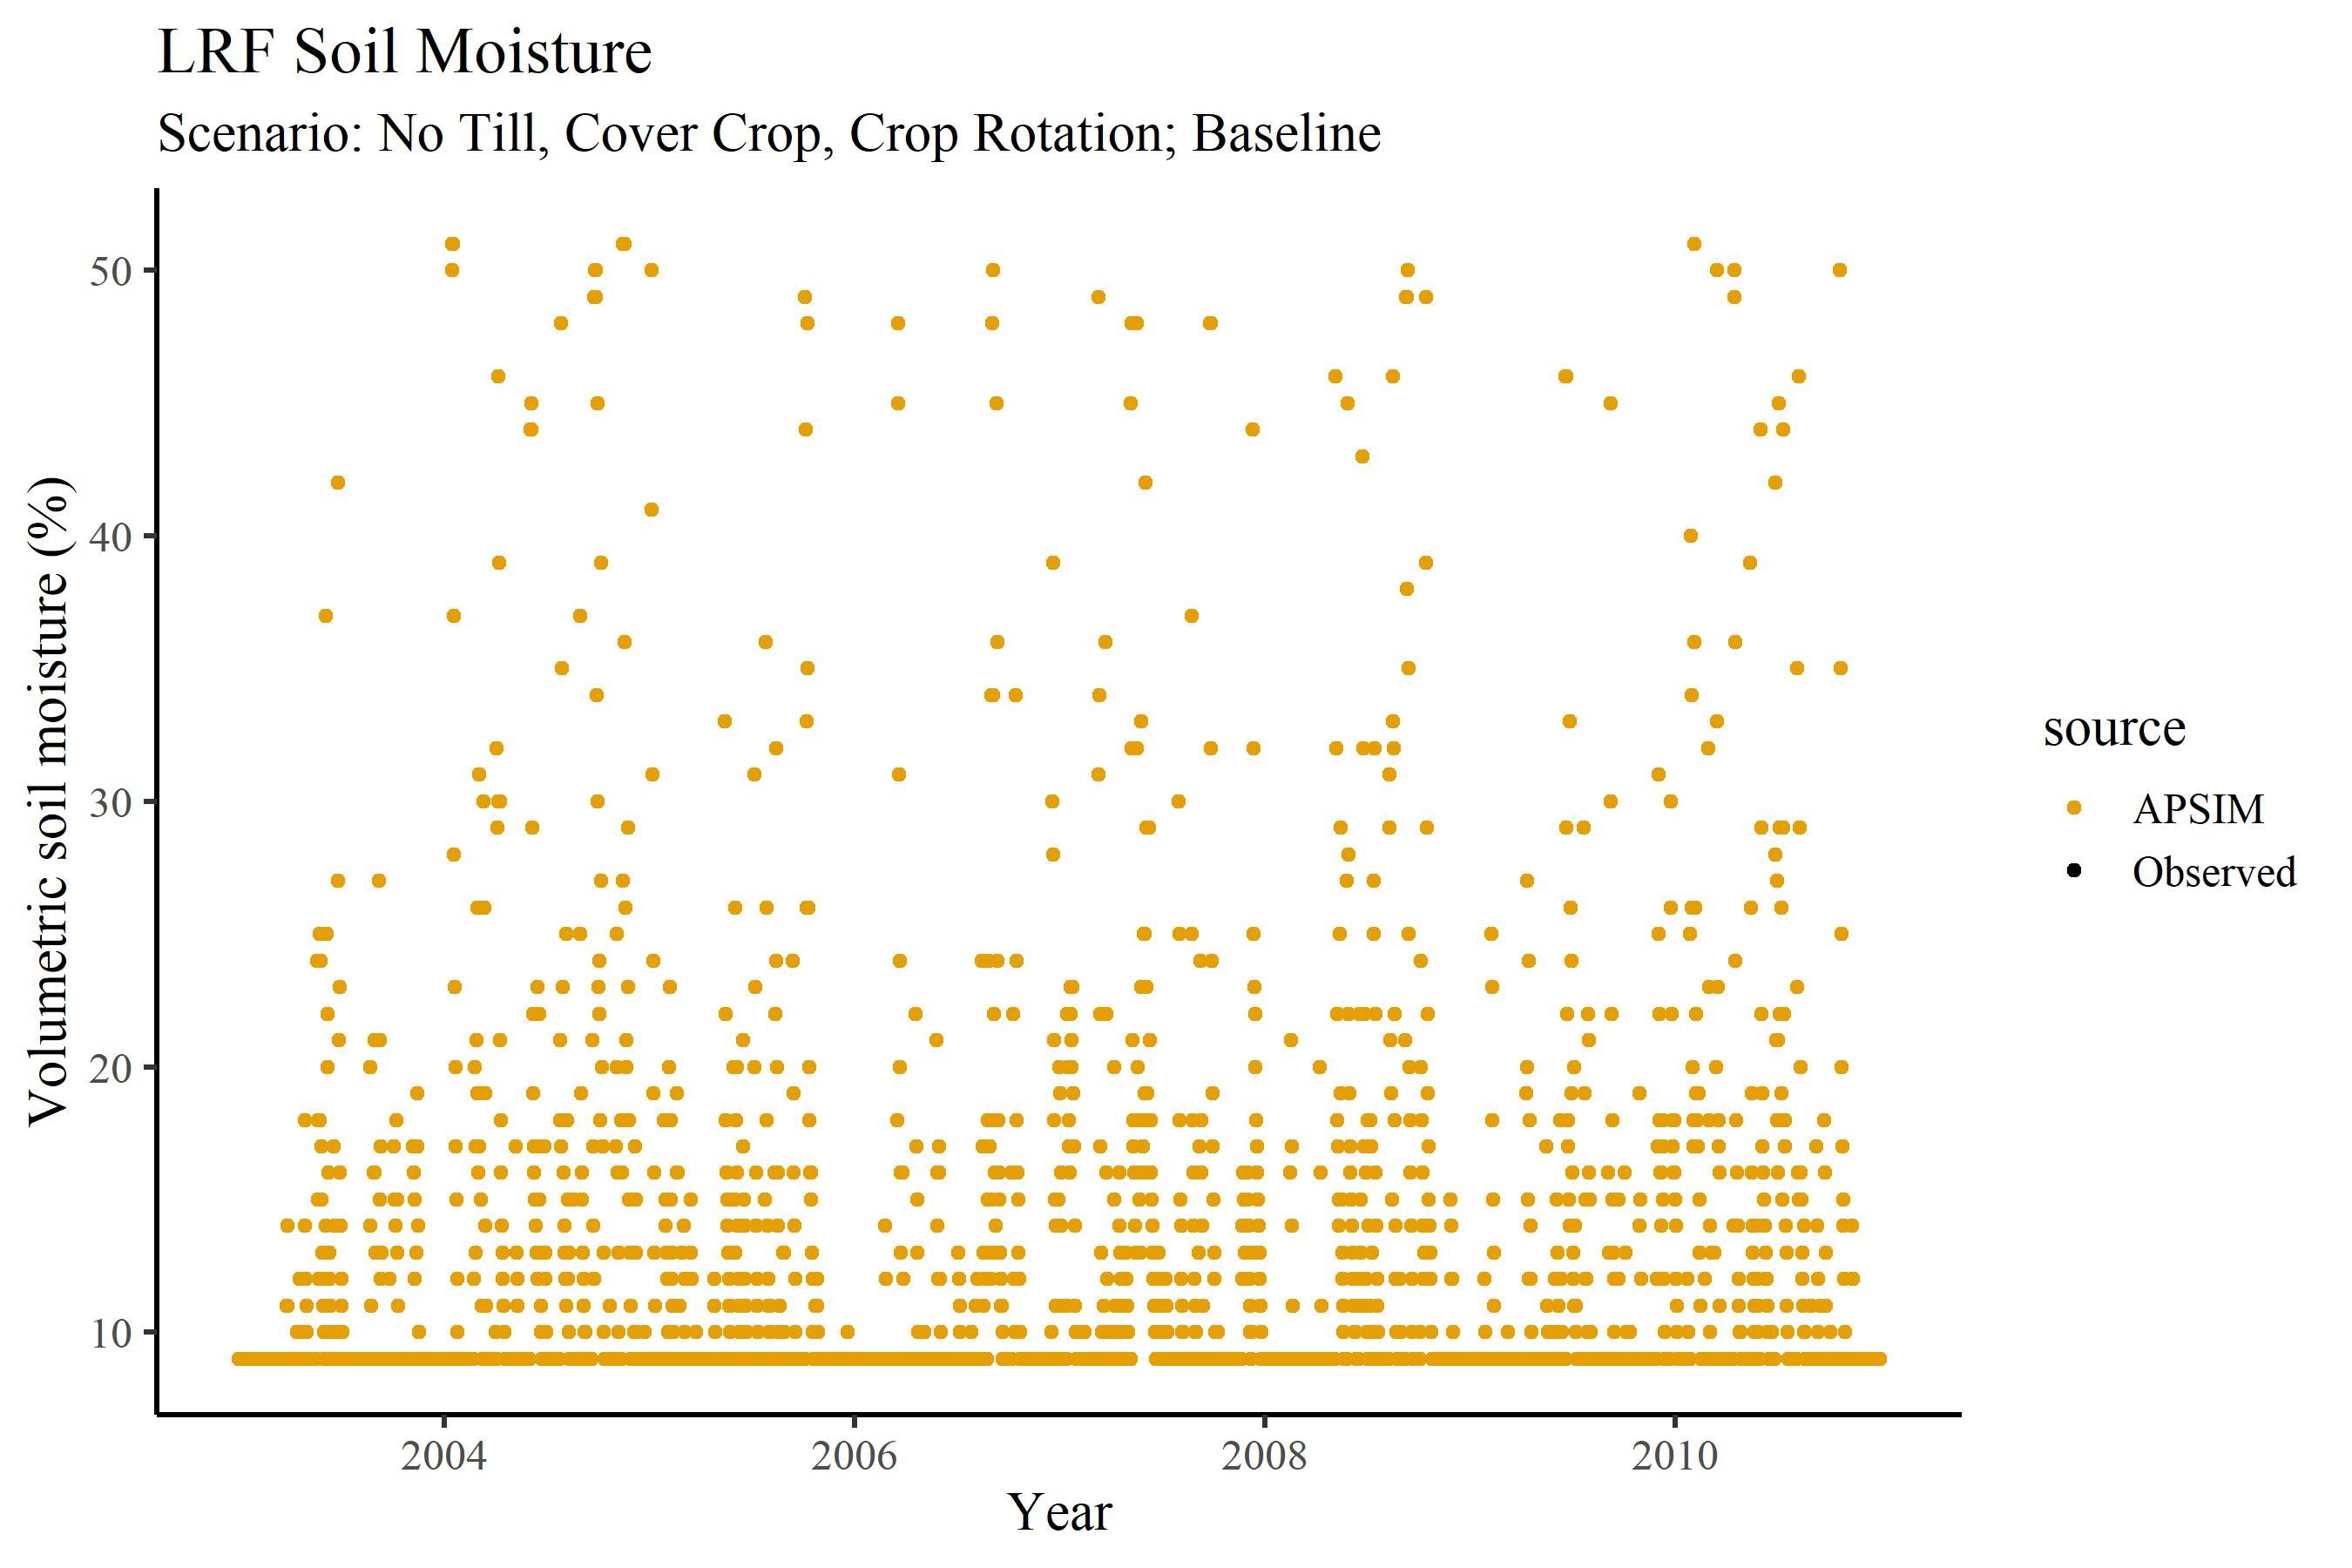 LRF Soil Moisture
Scenario: No Till, Cover Crop, Crop Rotation; Baseline
Volumetric soil moisture (%)
50
40
30
20
10
2004
2006
2008
2010
Year
source
APSIM
Observed